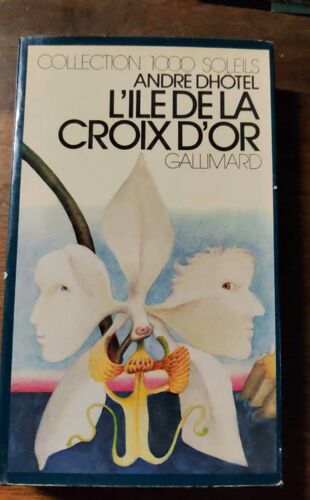 COLLECTION 1000 SOLEILS
ANDRE DHOTEL
L'ILE DE LA
CROIX D'OR
GALLIMARD